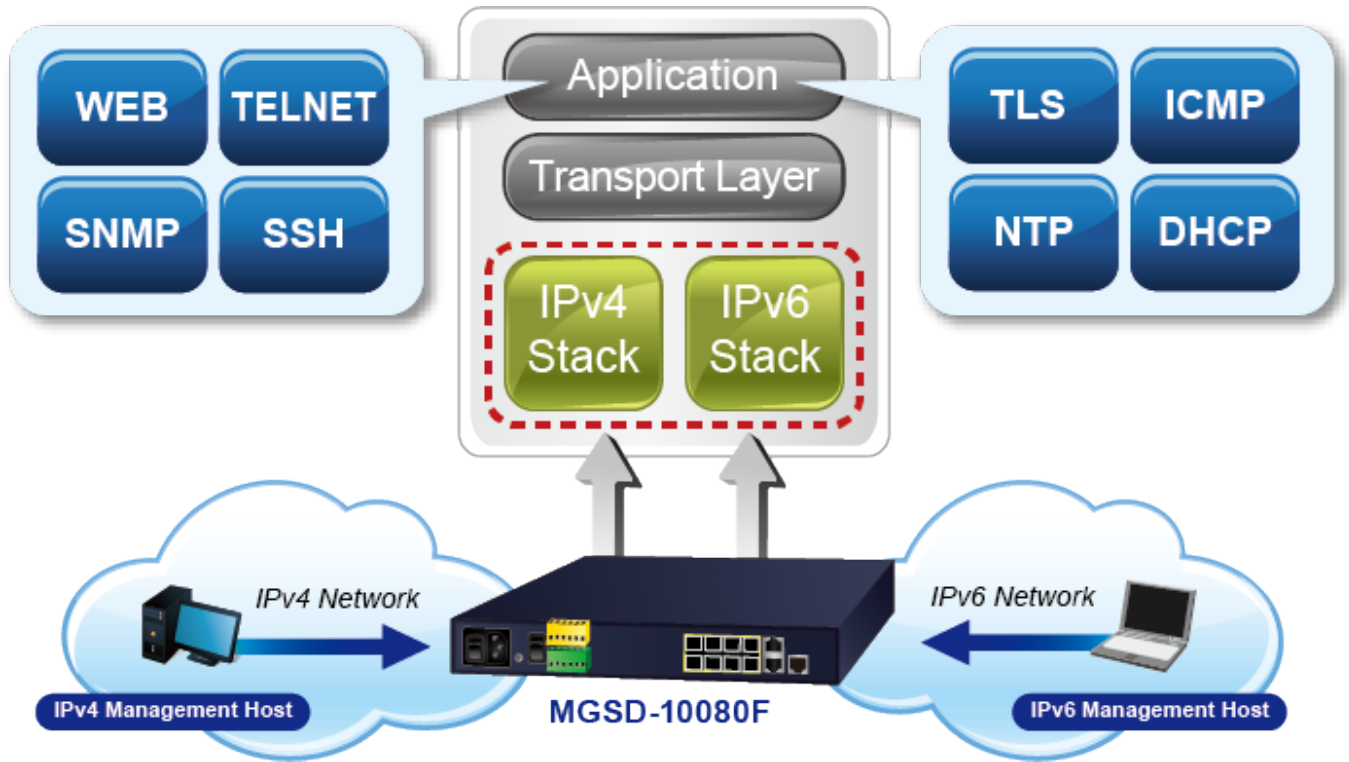 WEB
TELNET
SNMP
SSH
Application
Transport Layer
IPv4
Stack
IPv6
Stack
TLS
ICMP
NTP
DHCP
IPv4 Network
IPv4 Management Host
MGSD-10080F
IPv6 Network
IPv6 Management Host